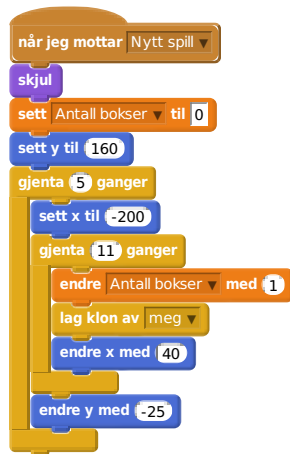 når jeg mottar Nytt spill
skjul
sett Antall bokser til 0
sett y til 160
gjenta 5 ganger
sett x til -200
gjenta 11 ganger
endre Antall bokser med 1
lag klon av meg
endre x med 40
endre y med -25